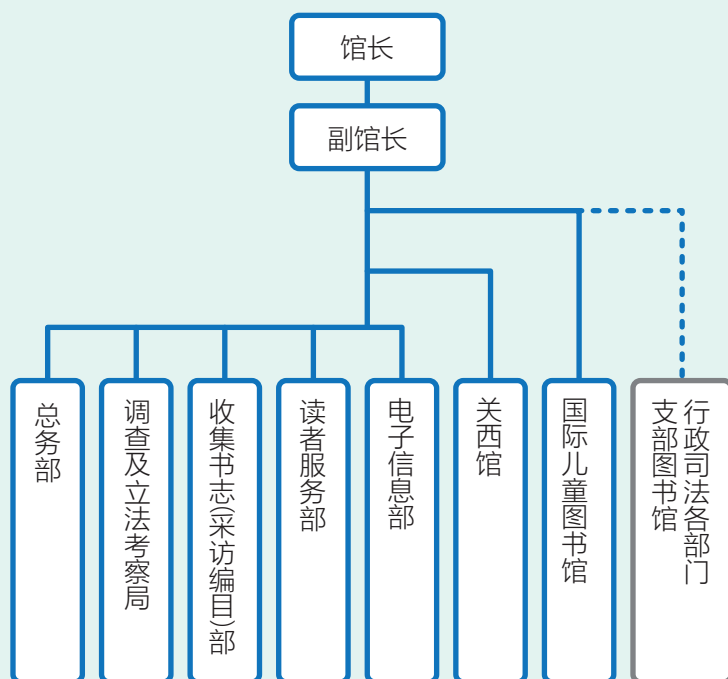 馆长
副馆长
总务部
调查及立法考察局
收集书志(采访编目)部
读者服务部
电子信息部
关西馆
国际儿童图书馆
行政司法各部门
支部图书馆